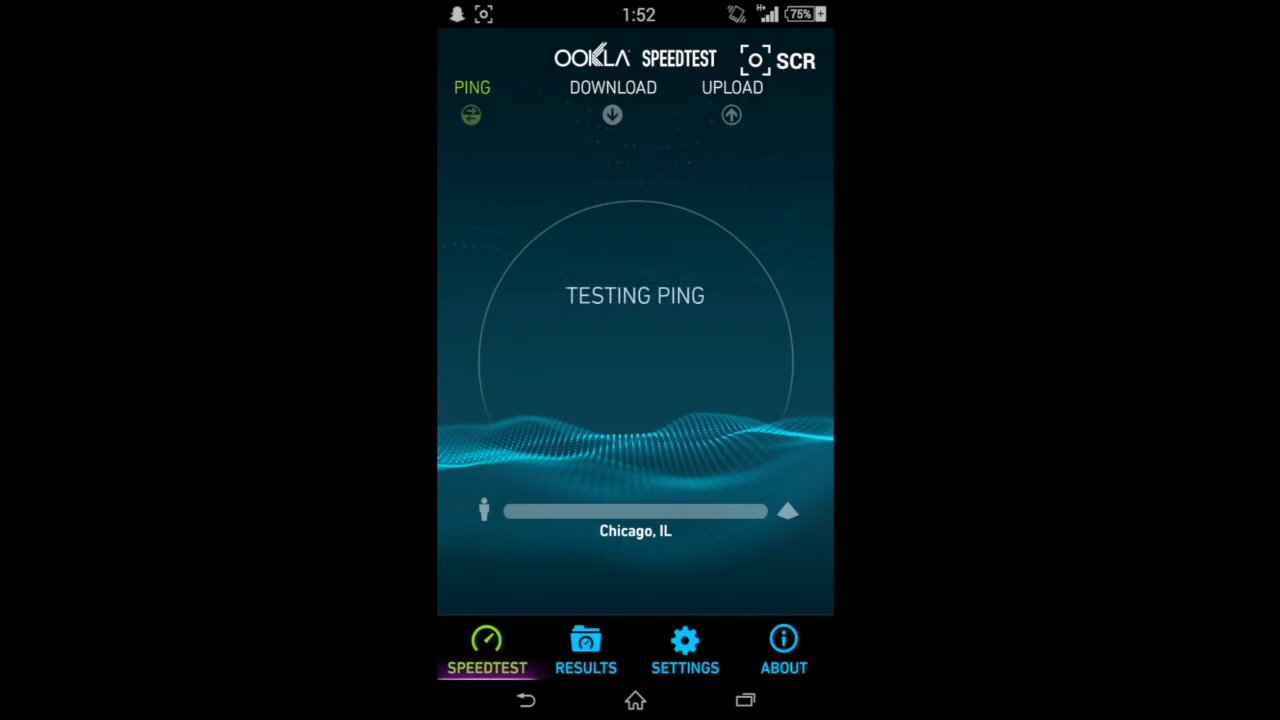 1:52 H+ 75%
OOKLA SPEEDTEST SCR
PING DOWNLOAD UPLOAD
TESTING PING
Chicago, IL
SPEEDTEST RESULTS SETTINGS ABOUT